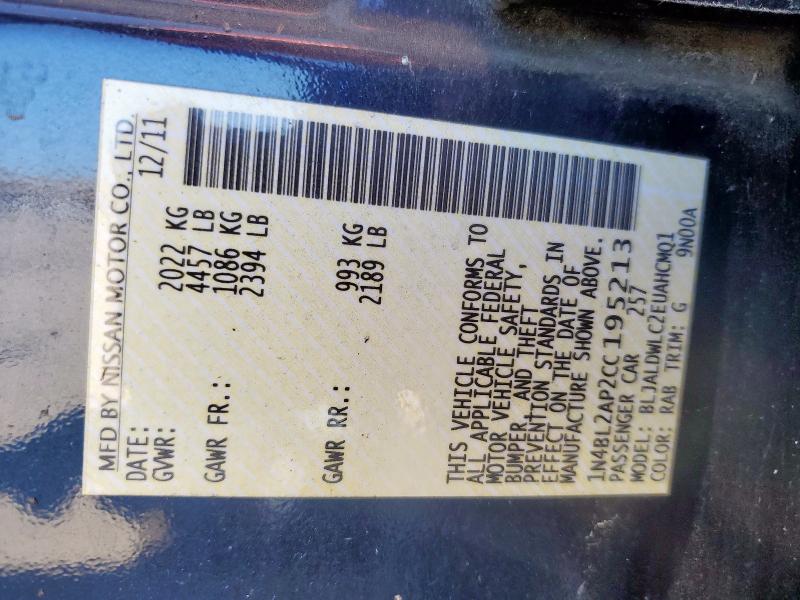 MFD BY NISSAN MOTOR CO., LTD.
DATE: 12/11
GVWR: 2022 KG
4457 LB
GAWR FR.: 1086 KG
2394 LB
GAWR RR.: 993 KG
2189 LB
THIS VEHICLE CONFORMS TO
ALL APPLICABLE FEDERAL
MOTOR VEHICLE SAFETY,
BUMPER, AND THEFT
PREVENTION STANDARDS IN
EFFECT ON THE DATE OF
MANUFACTURE SHOWN ABOVE.
1N4BL2AP2CC195213
PASSENGER CAR 257
MODEL: BLJALDWLC2EUAHCMQ1
COLOR: RAB TRIM: G 9N00A